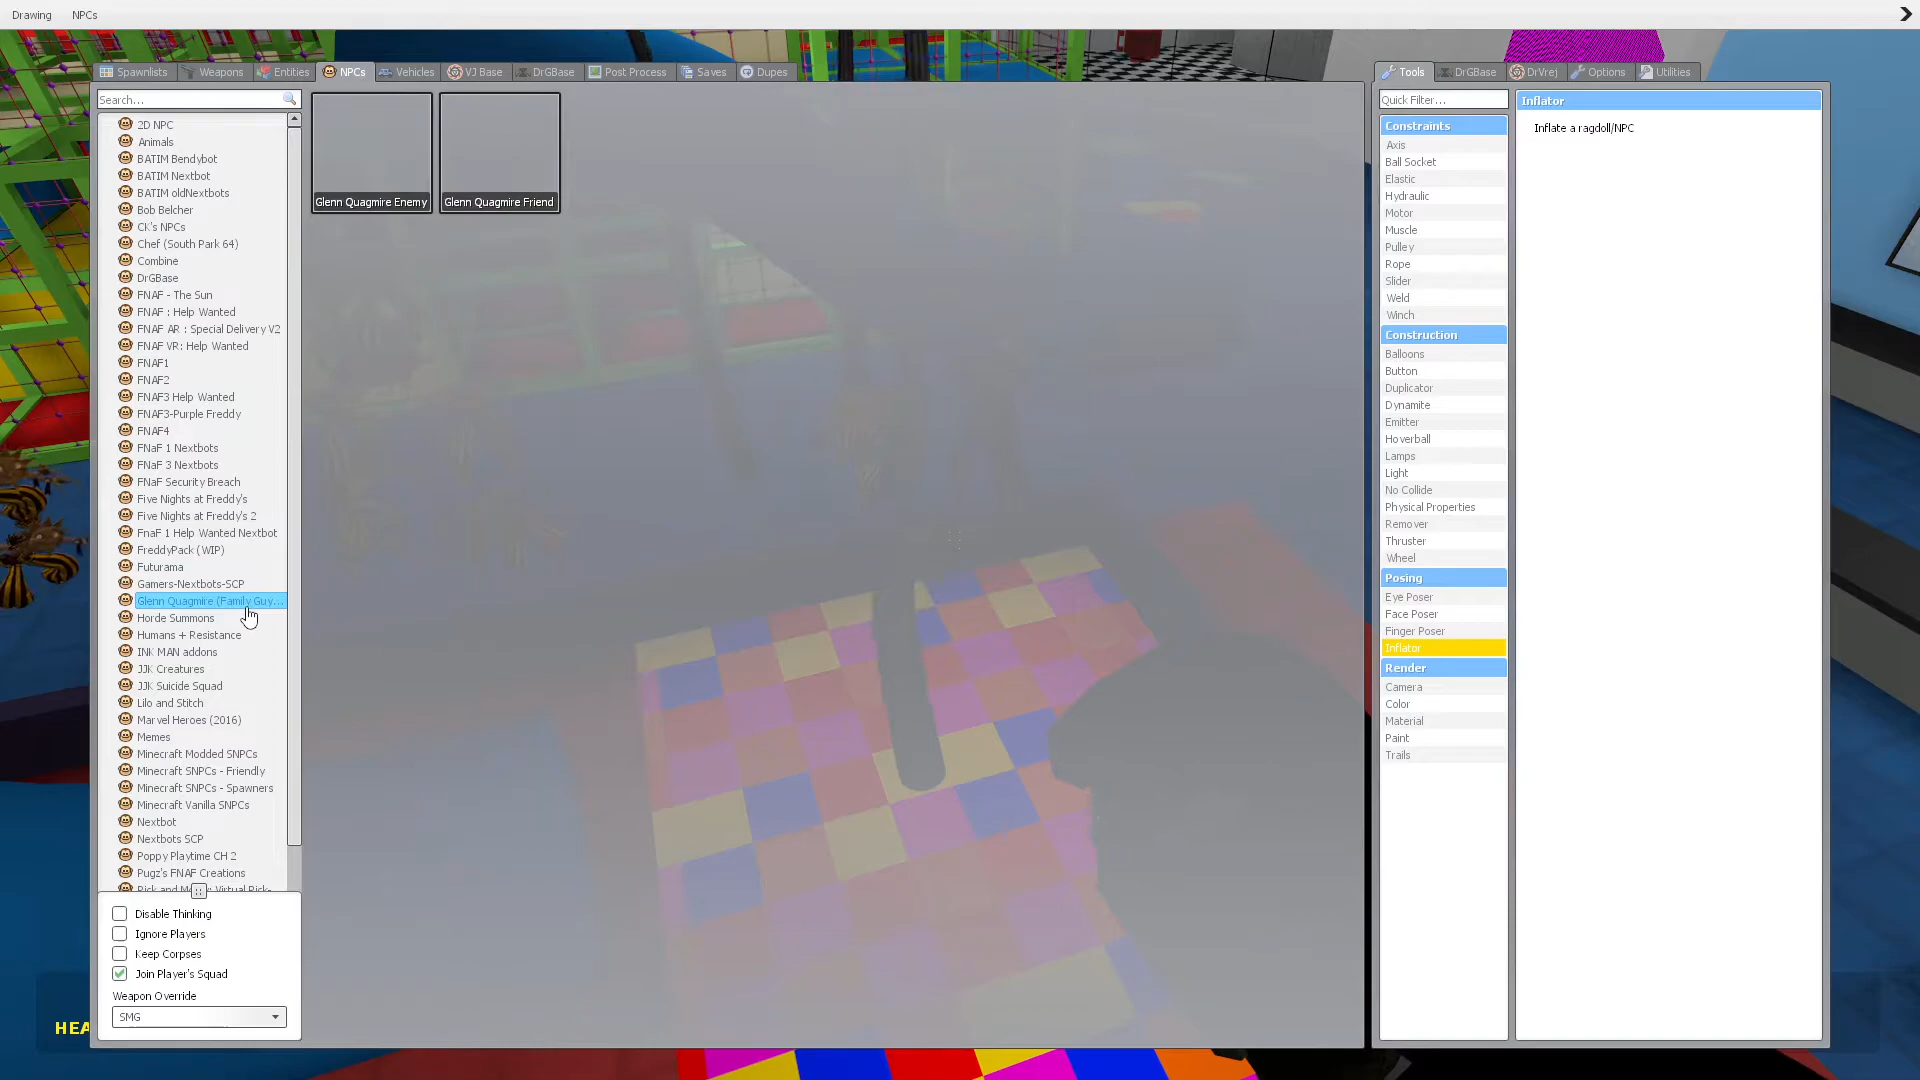 Drawing NPCs
Spawnlists Weapons Entities NPCs Vehicles VJ Base DrGBase Post Process Saves Dupes
Tools DrGBase DrVrej Options Utilities
Search...
2D NPC
Animals
BATIM Bendybot
BATIM Nextbot
BATIM oldNextbots
Bob Belcher
CK's NPCs
Chef (South Park 64)
Combine
DrGBase
FNAF - The Sun
FNAF : Help Wanted
FNAF AR : Special Delivery V2
FNAF VR: Help Wanted
FNAF1
FNAF2
FNAF3 Help Wanted
FNAF3-Purple Freddy
FNAF4
FNaF 1 Nextbots
FNaF 3 Nextbots
FNaF Security Breach
Five Nights at Freddy's
Five Nights at Freddy's 2
FnaF 1 Help Wanted Nextbot
FreddyPack (WIP)
Futurama
Gamers-Nextbots-SCP
Glenn Quagmire (Family Guy...
Horde Summons
Humans + Resistance
INK MAN addons
JJK Creatures
JJK Suicide Squad
Lilo and Stitch
Marvel Heroes (2016)
Memes
Minecraft Modded SNPCs
Minecraft SNPCs - Friendly
Minecraft SNPCs - Spawners
Minecraft Vanilla SNPCs
Nextbot
Nextbots SCP
Poppy Playtime CH 2
Pugz's FNAF Creations
Rick and Virtual Rick-
Disable Thinking
Ignore Players
Keep Corpses
Join Player's Squad
Weapon Override
SMG
HEA
Glenn Quagmire Enemy
Glenn Quagmire Friend
Quick Filter...
Constraints
Axis
Ball Socket
Elastic
Hydraulic
Motor
Muscle
Pulley
Rope
Slider
Weld
Winch
Construction
Balloons
Button
Duplicator
Dynamite
Emitter
Hoverball
Lamps
Light
No Collide
Physical Properties
Remover
Thruster
Wheel
Posing
Eye Poser
Face Poser
Finger Poser
Inflator
Render
Camera
Color
Material
Paint
Trails
Inflator
Inflate a ragdoll/NPC